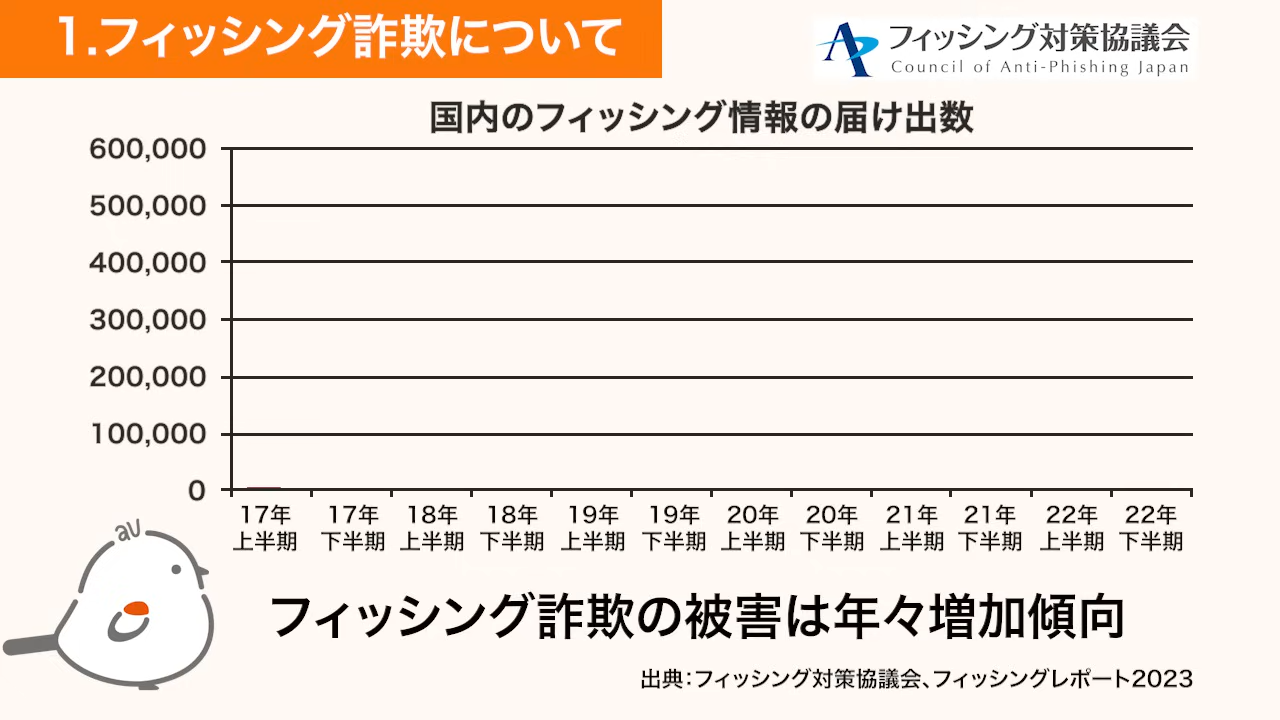 1.フィッシング詐欺について
フィッシング対策協議会
Council of Anti-Phishing Japan
国内のフィッシング情報の届け出数
600,000
500,000
400,000
300,000
200,000
100,000
0
17年 17年 18年 18年 19年 19年 20年 20年 21年 21年 22年 22年
上半期 下半期 上半期 下半期 上半期 下半期 上半期 下半期 上半期 下半期 上半期 下半期
au
フィッシング詐欺の被害は年々増加傾向
出典:フィッシング対策協議会、フィッシングレポート2023